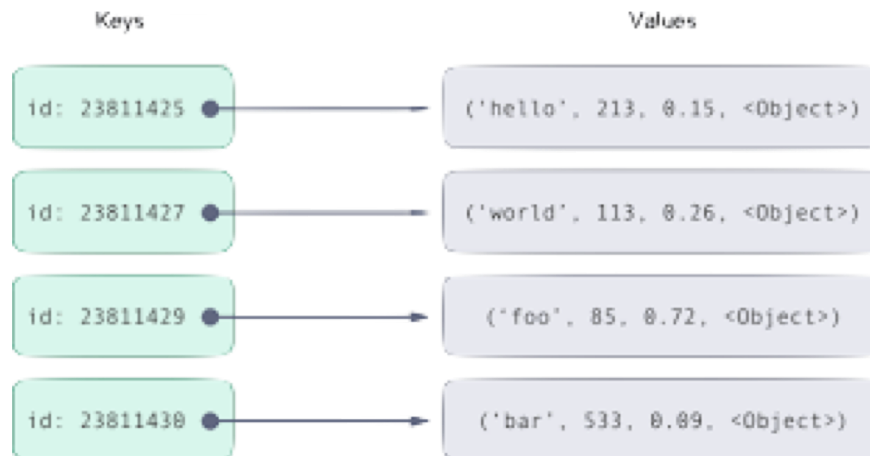 Keys Values
id: 23811425 ('hello', 213, 0.15, <Object>)
id: 23811427 ('world', 113, 0.26, <Object>)
id: 23811429 ('foo', 85, 0.72, <Object>)
id: 23811430 ('bar', 533, 0.09, <Object>)